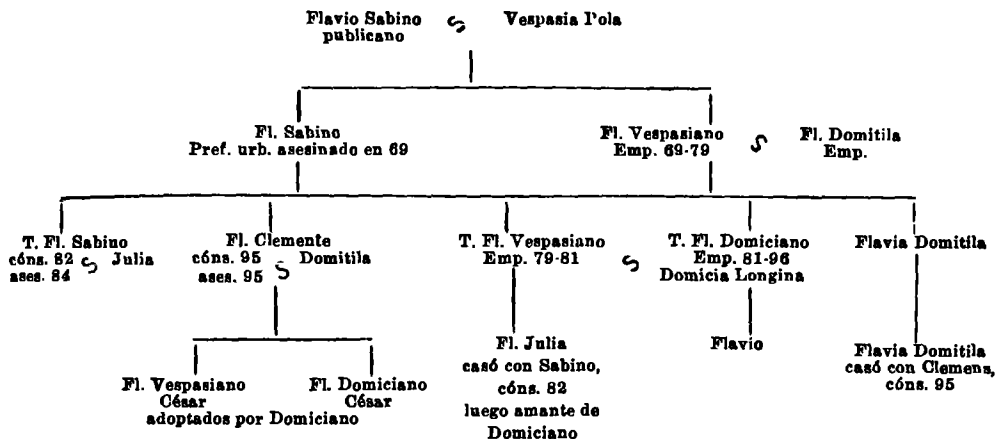 Flavio Sabino
publicano
Vespasia Pola
Fl. Sabino
Pref. urb. asesinado en 69
Fl. Vespasiano
Emp. 69-79
Fl. Domitila
Emp.
T. Fl. Sabino
cóns. 82
ases. 84
Julia
Fl. Clemente
cóns. 95
ases. 95
Domitila
T. Fl. Vespasiano
Emp. 79-81
T. Fl. Domiciano
Emp. 81-96
Domicia Longina
Flavia Domitila
Fl. Vespasiano
César
Fl. Domiciano
César
adoptados por Domiciano
Fl. Julia
casó con Sabino,
cóns. 82
luego amante de
Domiciano
Flavio
Flavia Domitila
casó con Clemens,
cóns. 95